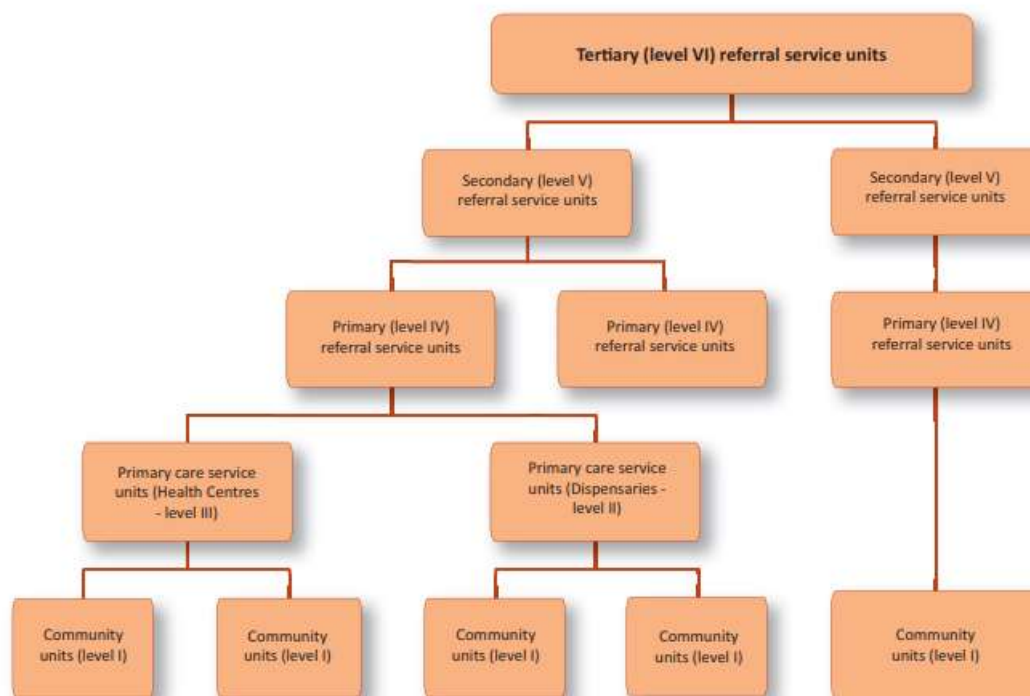 Tertiary (level VI) referral service units
Secondary (level V)
referral service units
Secondary (level V)
referral service units
Primary (level IV)
referral service units
Primary (level IV)
referral service units
Primary (level IV)
referral service units
Primary care service
units (Health Centres
- level III)
Primary care service
units (Dispensaries -
level II)
Community
units (level I)
Community
units (level I)
Community
units (level I)
Community
units (level I)
Community
units (level I)